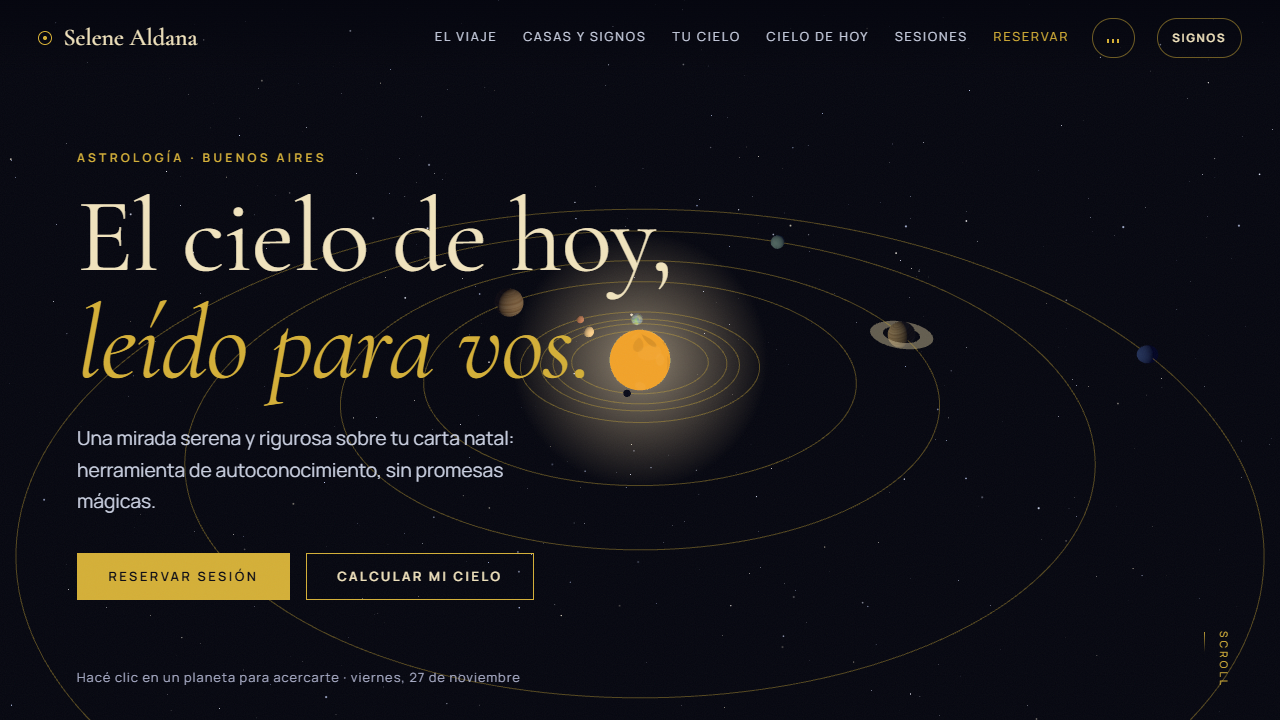 Selene Aldana
EL VIAJE
CASAS Y SIGNOS
TU CIELO
CIELO DE HOY
SESIONES
RESERVAR
SIGNOS
ASTROLOGÍA · BUENOS AIRES
El cielo de hoy,
leído para vos.
Una mirada serena y rigurosa sobre tu carta natal:
herramienta de autoconocimiento, sin promesas
mágicas.
RESERVAR SESIÓN
CALCULAR MI CIELO
SCROLL
Hacé clic en un planeta para acercarte · viernes, 27 de noviembre